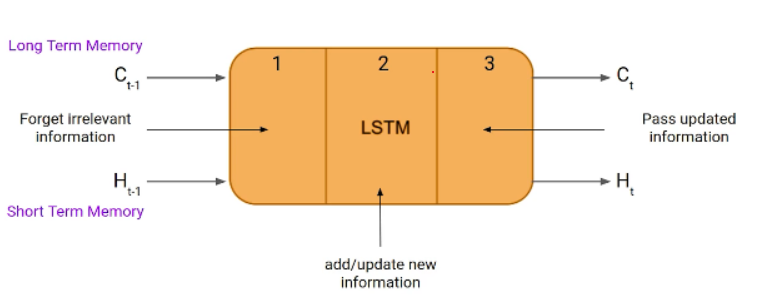 Long Term Memory
1 2 3
C t-1
C t
Forget irrelevant
information
LSTM
Pass updated
information
H t-1
H t
Short Term Memory
add/update new
information